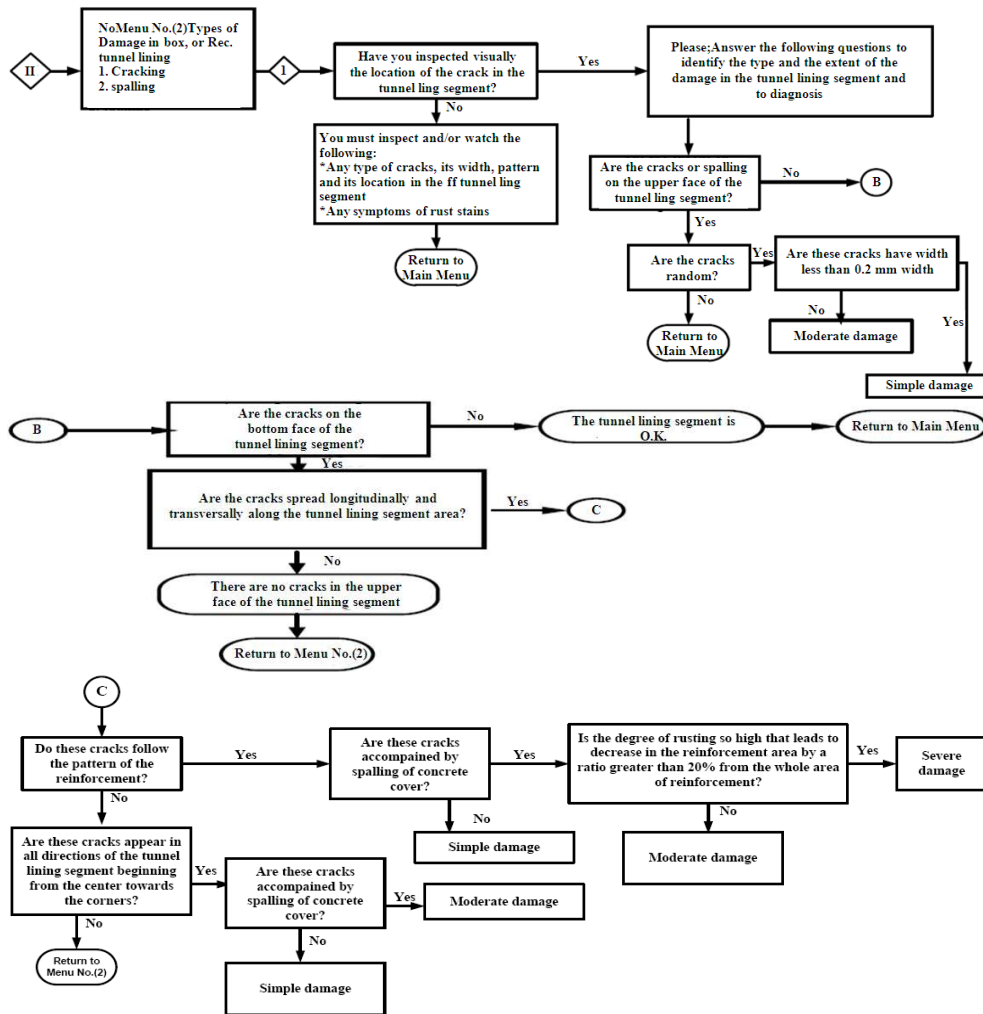 II
NoMenu No.(2)Types of
Damage in box, or Rec.
tunnel lining
1. Cracking
2. spalling
1
Have you inspected visually
the location of the crack in the
tunnel ling segment?
Yes
Please;Answer the following questions to
identify the type and the extent of the
damage in the tunnel lining segment and
to diagnosis
No
You must inspect and/or watch the
following:
*Any type of cracks, its width, pattern
and its location in the ff tunnel ling
segment
*Any symptoms of rust stains
Return to
Main Menu
Are the cracks or spalling
on the upper face of the
tunnel ling segment?
No
B
Yes
Are the cracks
random?
Yes
Are these cracks have width
less than 0.2 mm width
No
Return to
Main Menu
No
Moderate damage
Yes
Simple damage
B
Are the cracks on the
bottom face of the
tunnel lining segment?
No
The tunnel lining segment is
O.K.
Return to Main Menu
Yes
Are the cracks spread longitudinally and
transversally along the tunnel lining segment area?
Yes
C
No
There are no cracks in the upper
face of the tunnel lining segment
Return to Menu No.(2)
C
Do these cracks follow
the pattern of the
reinforcement?
Yes
Are these cracks
accompained by
spalling of concrete
cover?
Yes
Is the degree of rusting so high that leads to
decrease in the reinforcement area by a
ratio greater than 20% from the whole area
of reinforcement?
Yes
Severe
damage
No
Simple damage
No
Moderate damage
No
Are these cracks appear in
all directions of the tunnel
lining segment beginning
from the center towards
the corners?
Yes
Are these cracks
accompained by
spalling of concrete
cover?
Yes
Moderate damage
No
Return to
Menu No.(2)
No
Simple damage